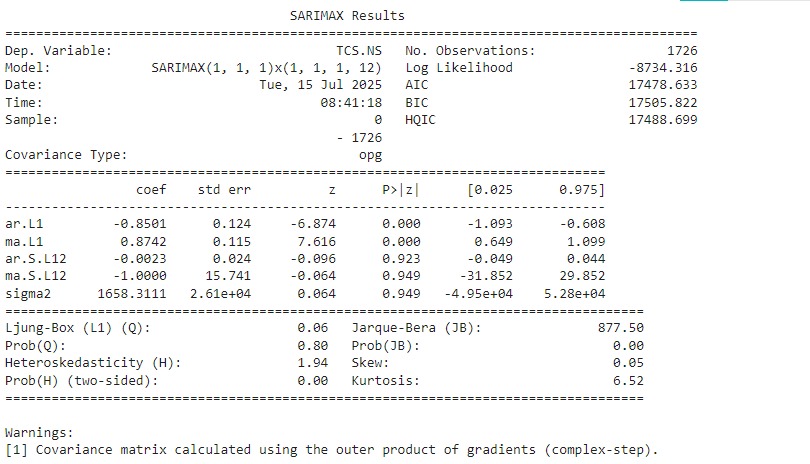 SARIMAX Results
==============================================================================================
Dep. Variable: TCS.NS No. Observations: 1726
Model: SARIMAX(1, 1, 1)x(1, 1, 1, 12) Log Likelihood -8734.316
Date: Tue, 15 Jul 2025 AIC 17478.633
Time: 08:41:18 BIC 17505.822
Sample: 0 HQIC 17488.699
- 1726
Covariance Type: opg
==============================================================================
coef std err z P>|z| [0.025 0.975]
------------------------------------------------------------------------------
ar.L1 -0.8501 0.124 -6.874 0.000 -1.093 -0.608
ma.L1 0.8742 0.115 7.616 0.000 0.649 1.099
ar.S.L12 -0.0023 0.024 -0.096 0.923 -0.049 0.044
ma.S.L12 -1.0000 15.741 -0.064 0.949 -31.852 29.852
sigma2 1658.3111 2.61e+04 0.064 0.949 -4.95e+04 5.28e+04
===================================================================================
Ljung-Box (L1) (Q): 0.06 Jarque-Bera (JB): 877.50
Prob(Q): 0.80 Prob(JB): 0.00
Heteroskedasticity (H): 1.94 Skew: 0.05
Prob(H) (two-sided): 0.00 Kurtosis: 6.52
===================================================================================
Warnings:
[1] Covariance matrix calculated using the outer product of gradients (complex-step).